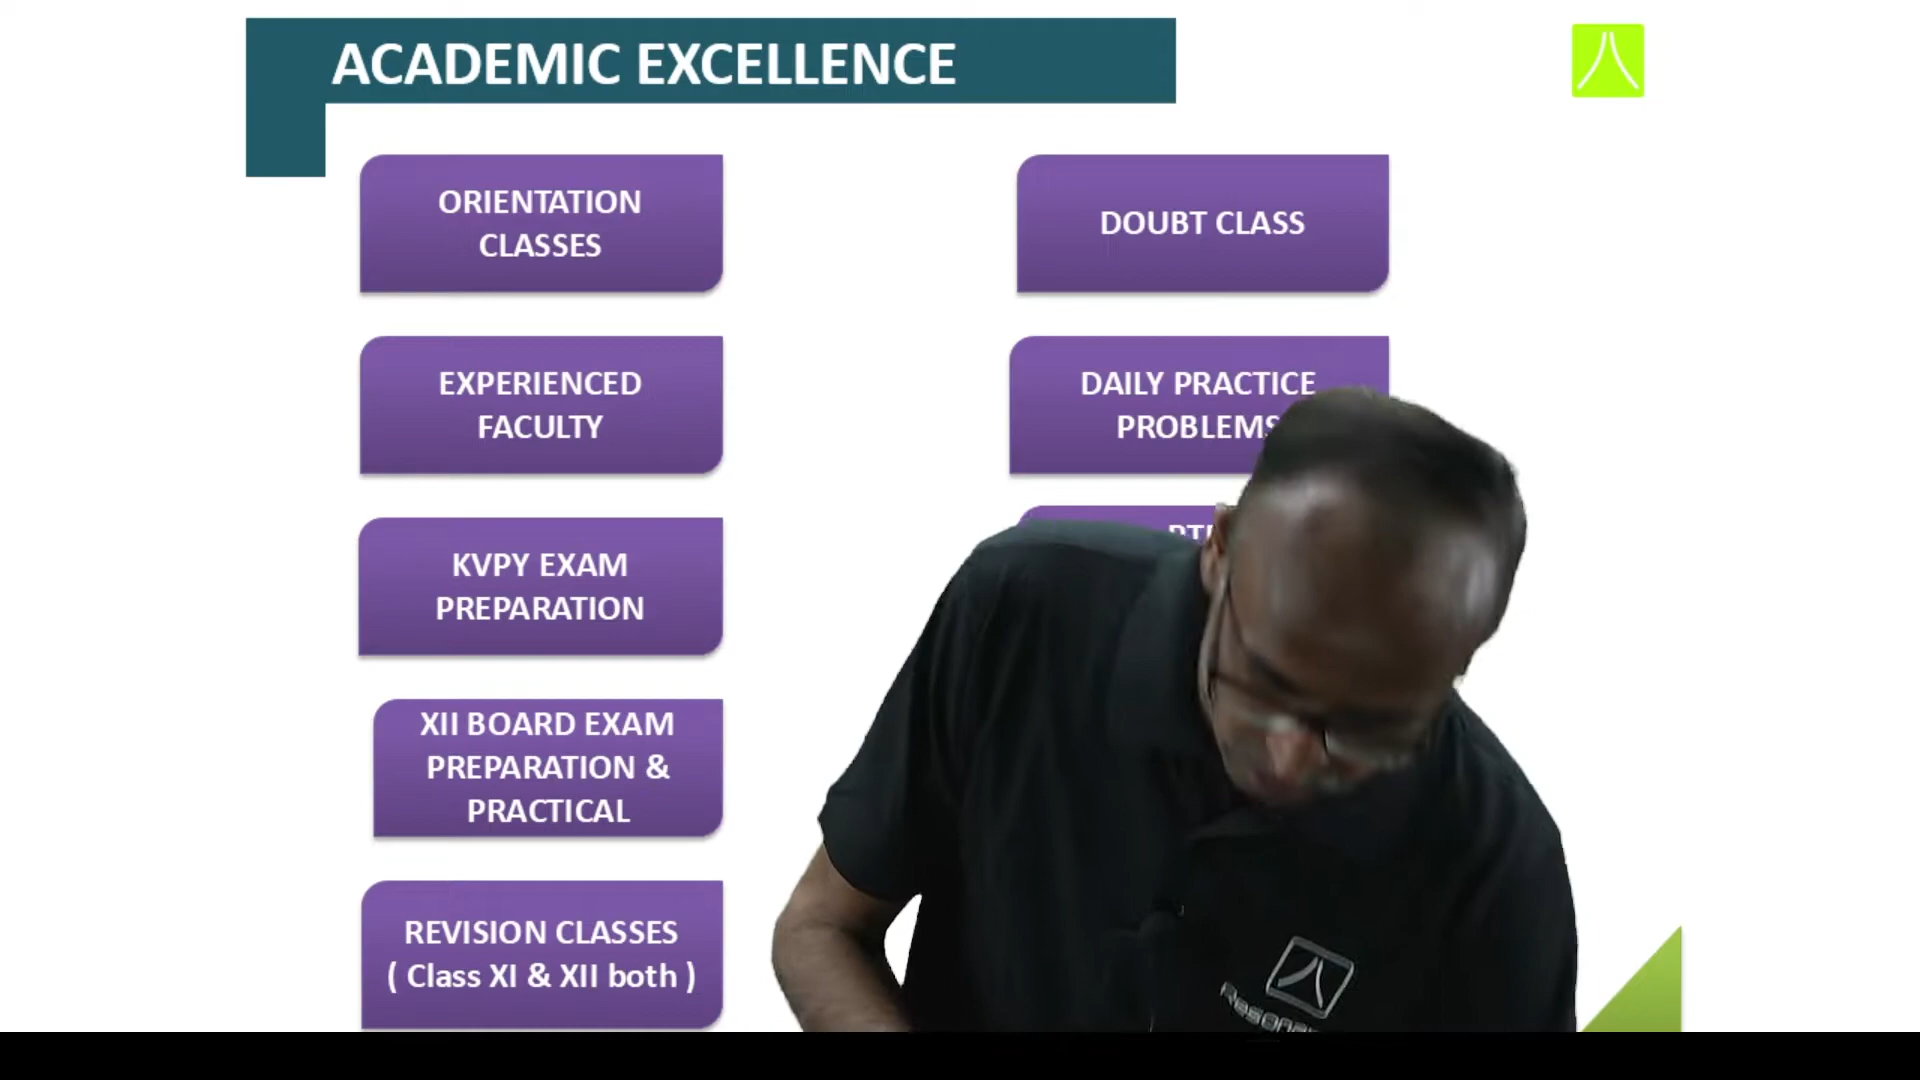 ACADEMIC EXCELLENCE
ORIENTATION
CLASSES
EXPERIENCED
FACULTY
KVPY EXAM
PREPARATION
XII BOARD EXAM
PREPARATION &
PRACTICAL
REVISION CLASSES
( Class XI & XII both )
DOUBT CLASS
DAILY PRACTICE
PROBLEMS